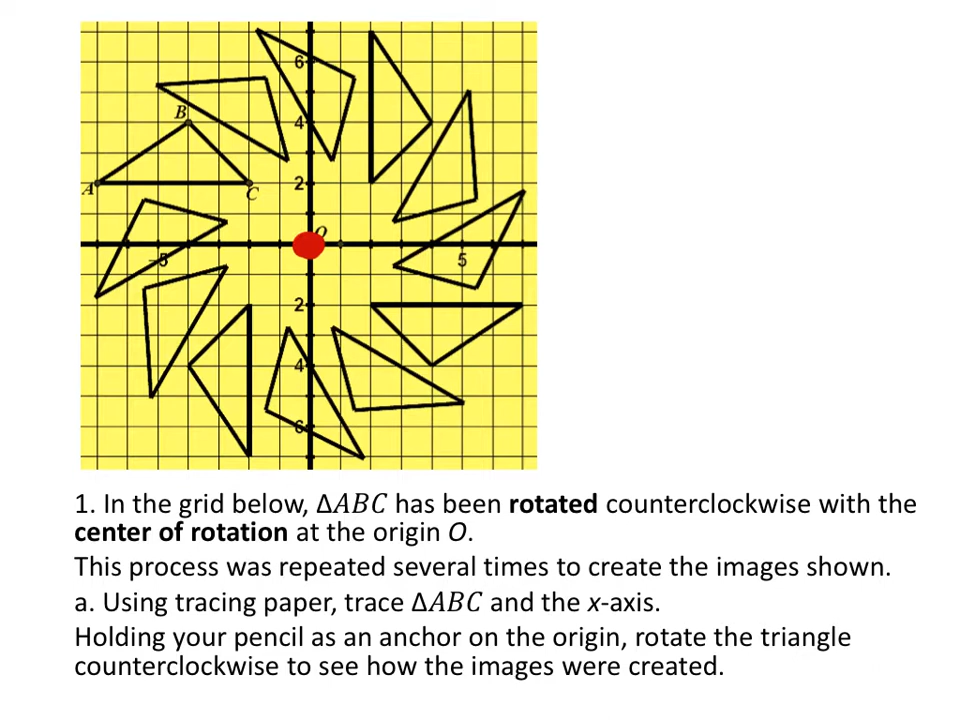 6
B
4
A
2
C
O
-5
5
2
4
6
1. In the grid below, ΔABC has been rotated counterclockwise with the
center of rotation at the origin O.
This process was repeated several times to create the images shown.
a. Using tracing paper, trace ΔABC and the x-axis.
Holding your pencil as an anchor on the origin, rotate the triangle
counterclockwise to see how the images were created.